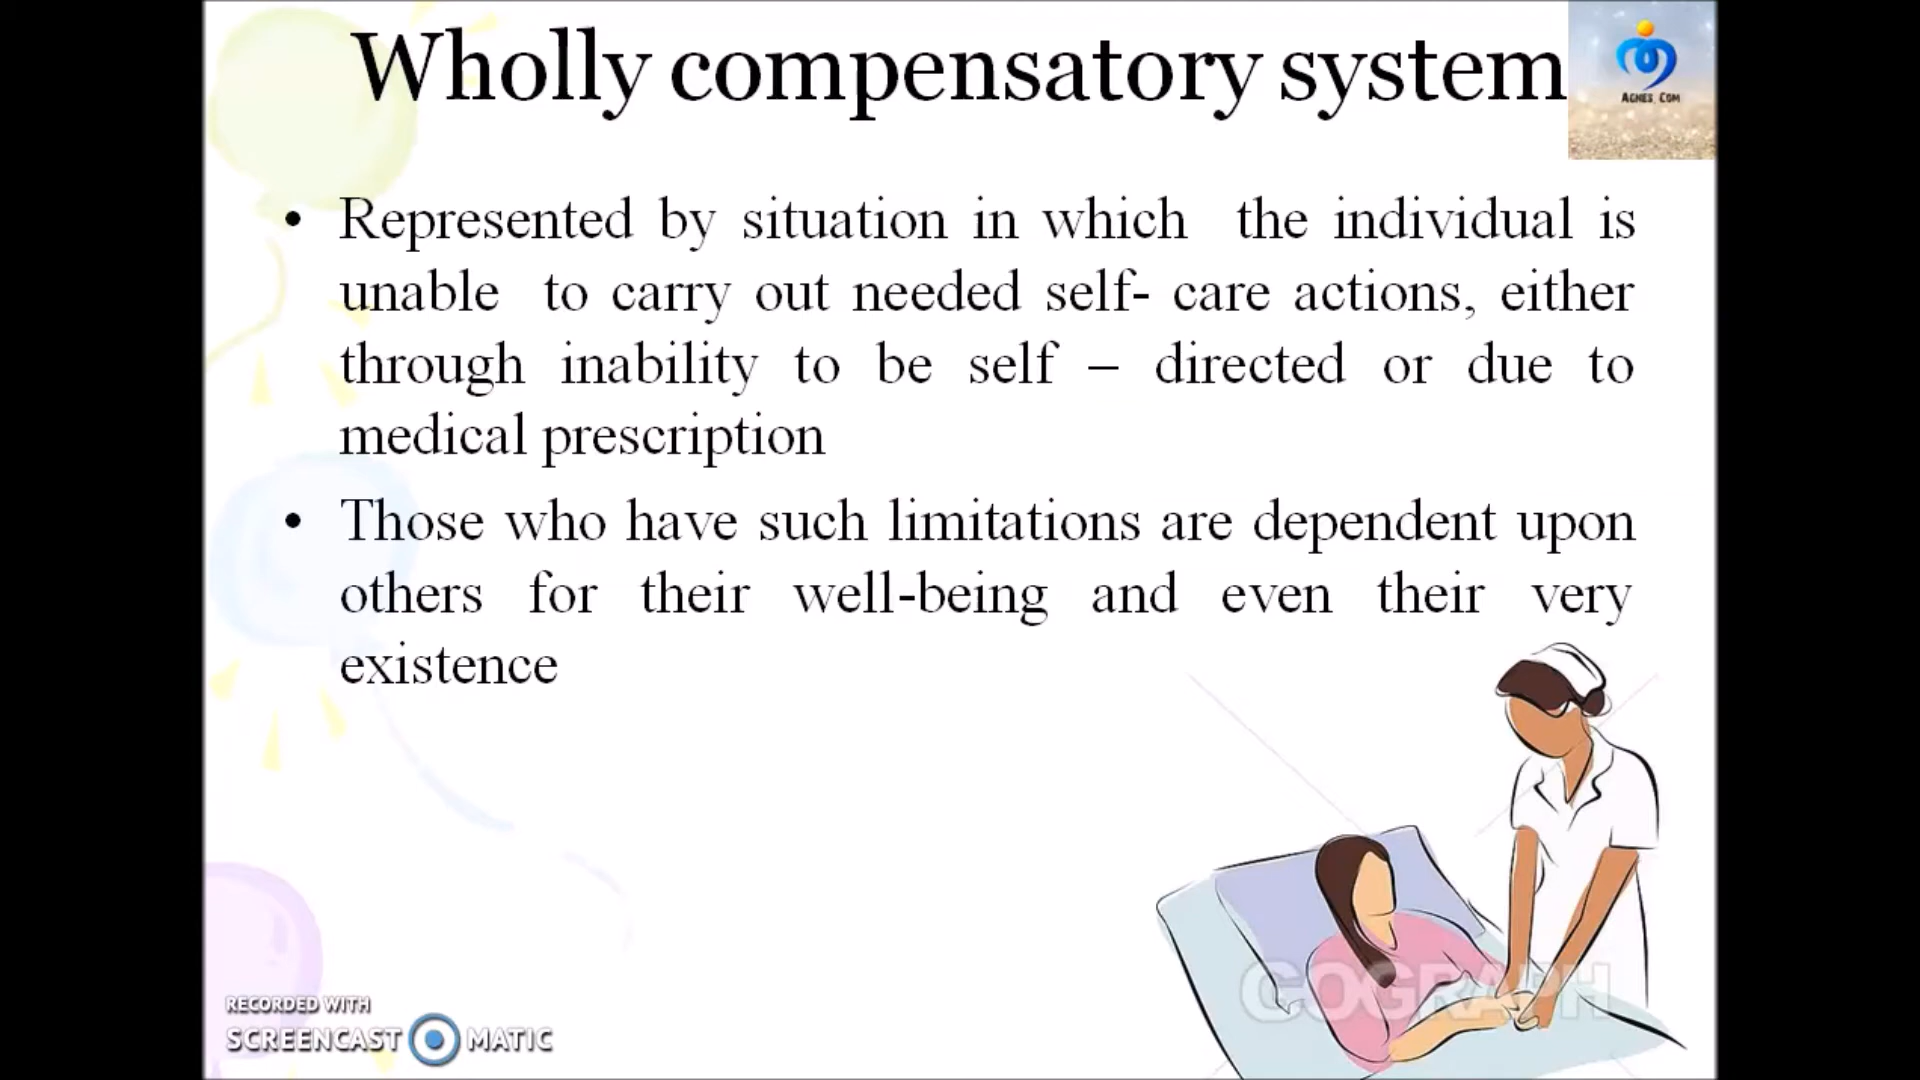 Wholly compensatory system
AGNES.COM
• Represented by situation in which the individual is
unable to carry out needed self- care actions, either
through inability to be self – directed or due to
medical prescription
• Those who have such limitations are dependent upon
others for their well-being and even their very
existence
GOGRAPH
RECORDED WITH
SCREENCAST MATIC